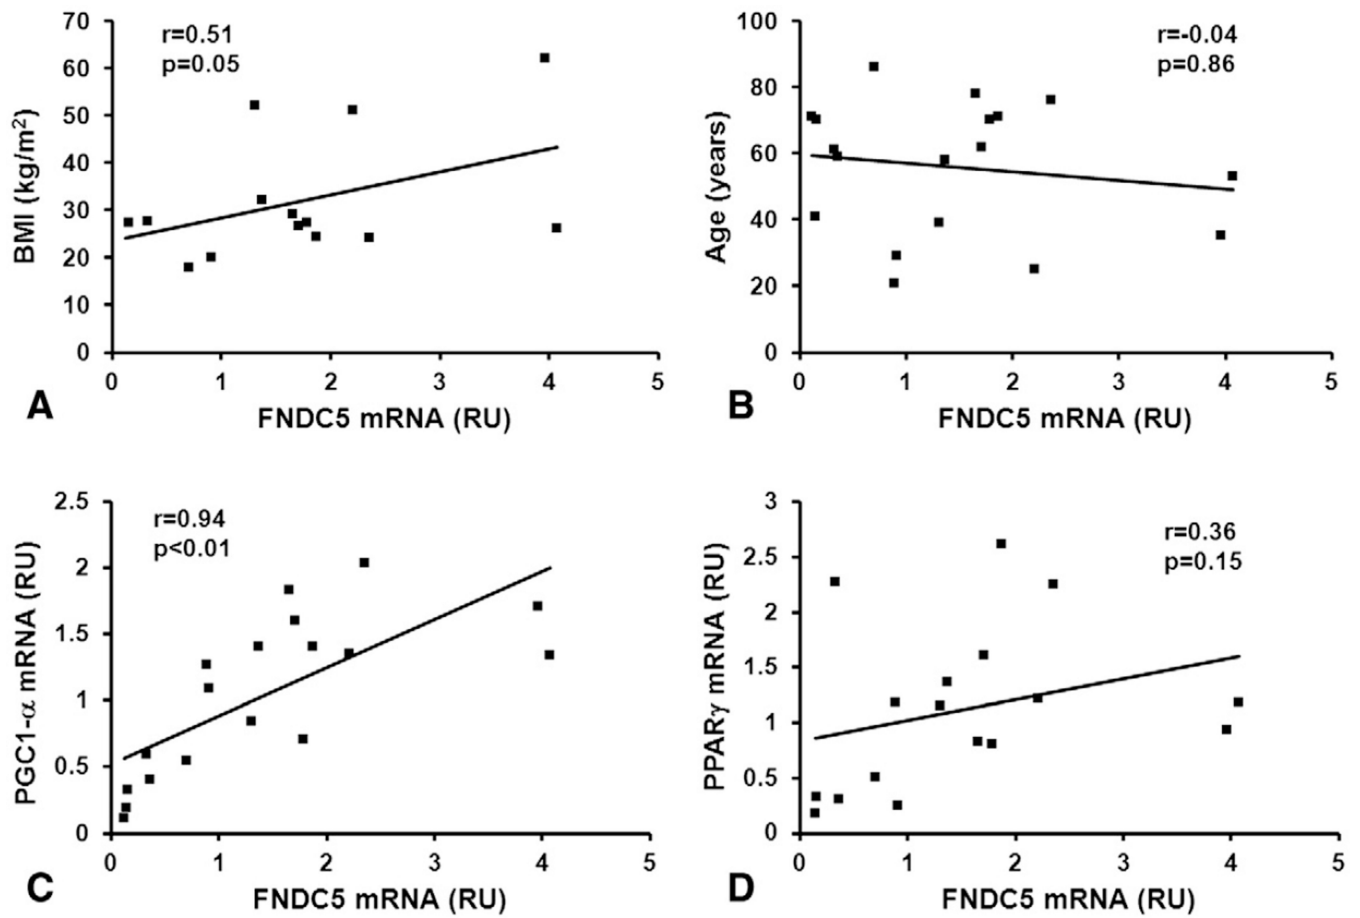 70
60
50
40
30
20
10
0
BMI (kg/m²)
r=0.51
p=0.05
0 1 2 3 4 5
FNDC5 mRNA (RU)
A
100
80
60
40
20
0
Age (years)
r=-0.04
p=0.86
0 1 2 3 4 5
FNDC5 mRNA (RU)
B
2.5
2
1.5
1
0.5
0
PGC1-α mRNA (RU)
r=0.94
p<0.01
0 1 2 3 4 5
FNDC5 mRNA (RU)
C
3
2.5
2
1.5
1
0.5
0
PPARγ mRNA (RU)
r=0.36
p=0.15
0 1 2 3 4 5
FNDC5 mRNA (RU)
D